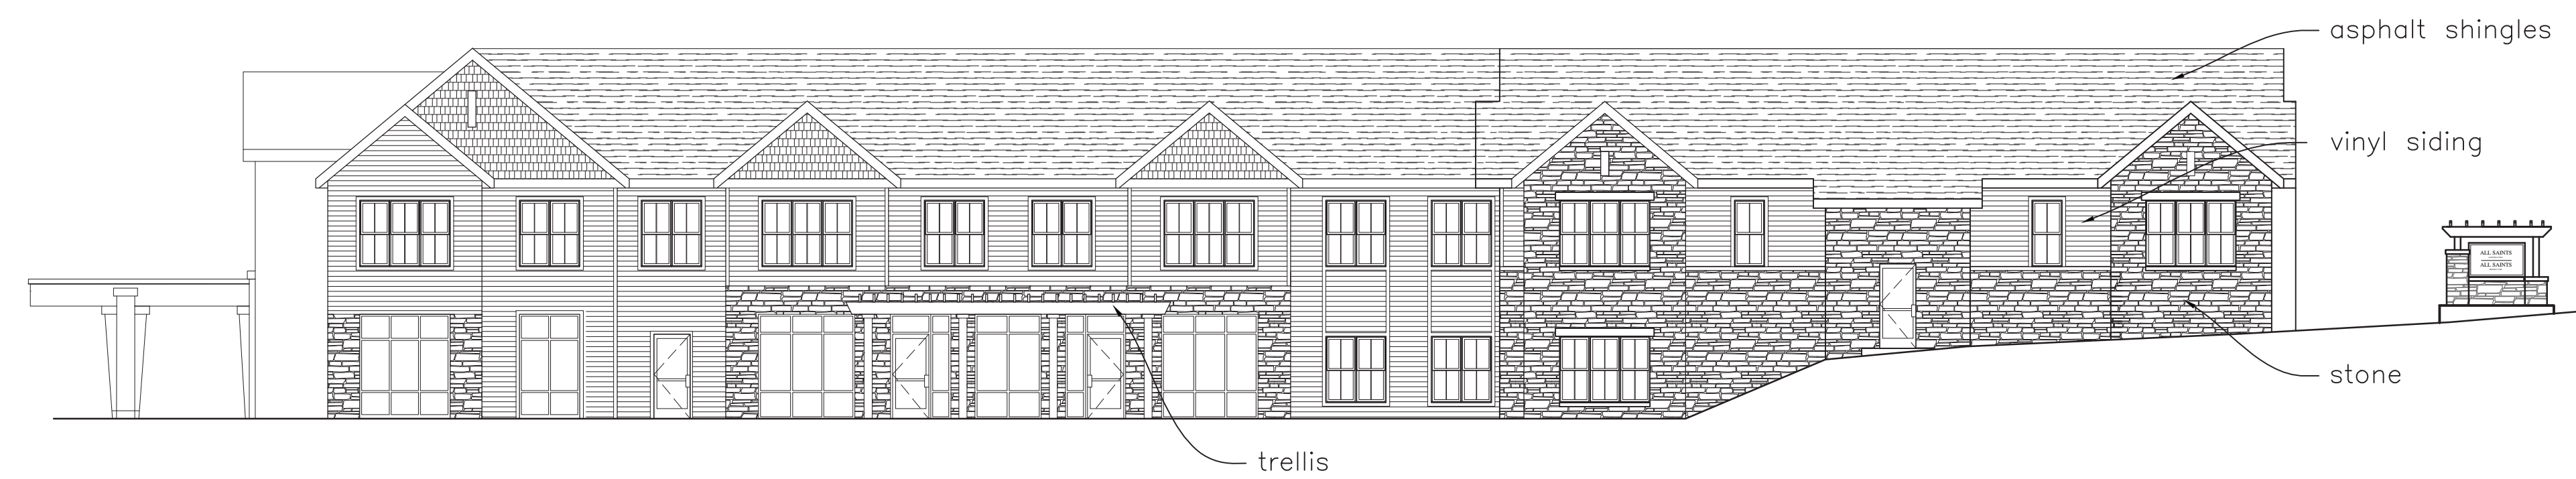 asphalt shingles
vinyl siding
ALL SAINTS
ALL SAINTS
stone
trellis